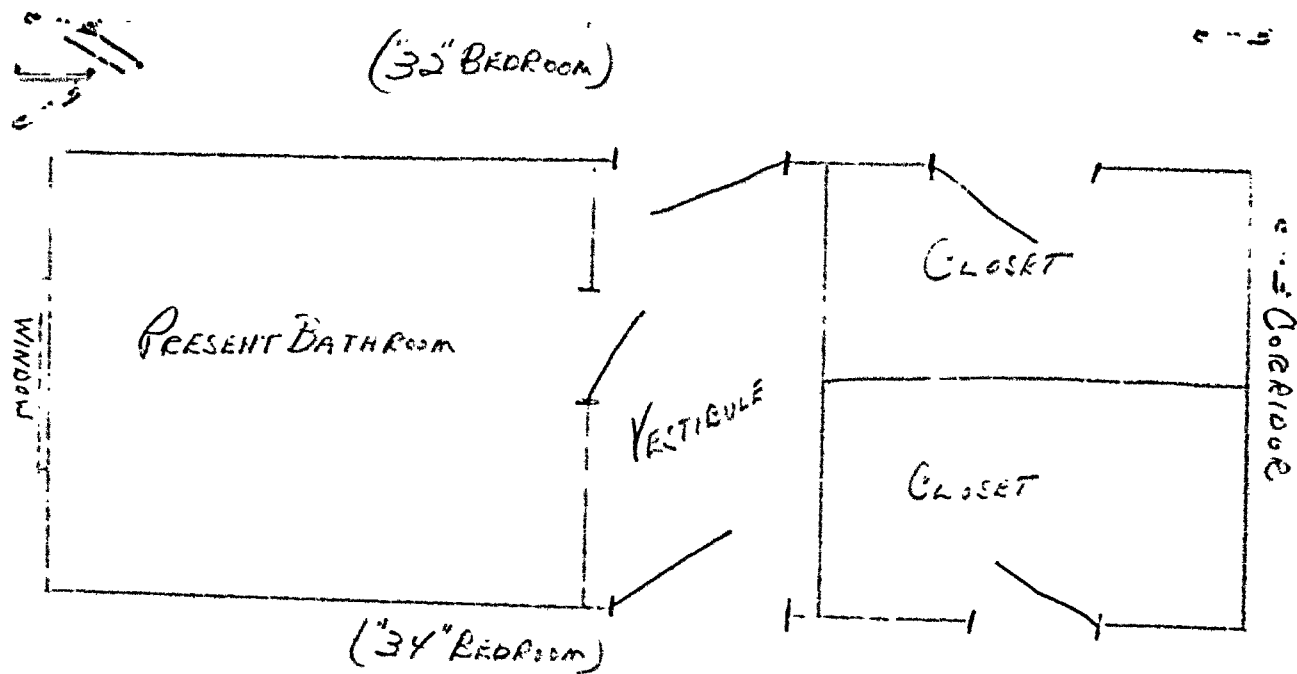 ("32" BEDROOM)
CLOSET
PRESENT BATHROOM
WINDOW
VESTIBULE
CORRIDOR
CLOSET
("34" BEDROOM)